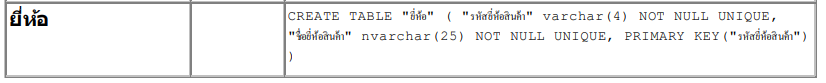 ยี่ห้อ
CREATE TABLE "ยี่ห้อ" ( "รหัสยี่ห้อสินค้า" varchar(4) NOT NULL UNIQUE,
"ชื่อยี่ห้อสินค้า" nvarchar(25) NOT NULL UNIQUE, PRIMARY KEY("รหัสยี่ห้อสินค้า")
)